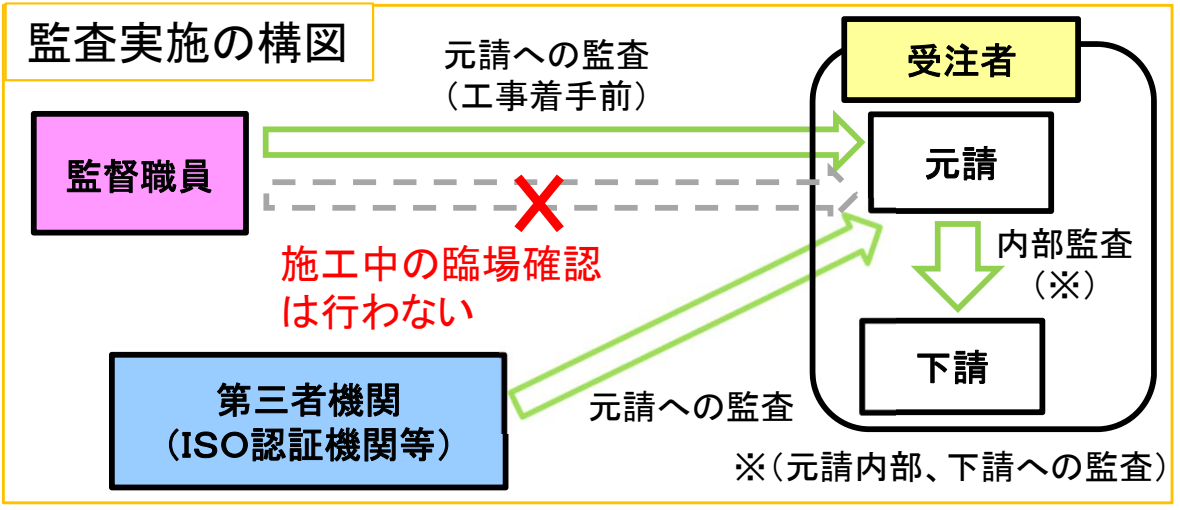 監査実施の構図
元請への監査
（工事着手前）
受注者
監督職員
元請
施工中の臨場確認
は行わない
内部監査
（※）
下請
第三者機関
（ISO認証機関等）
元請への監査
※（元請内部、下請への監査）